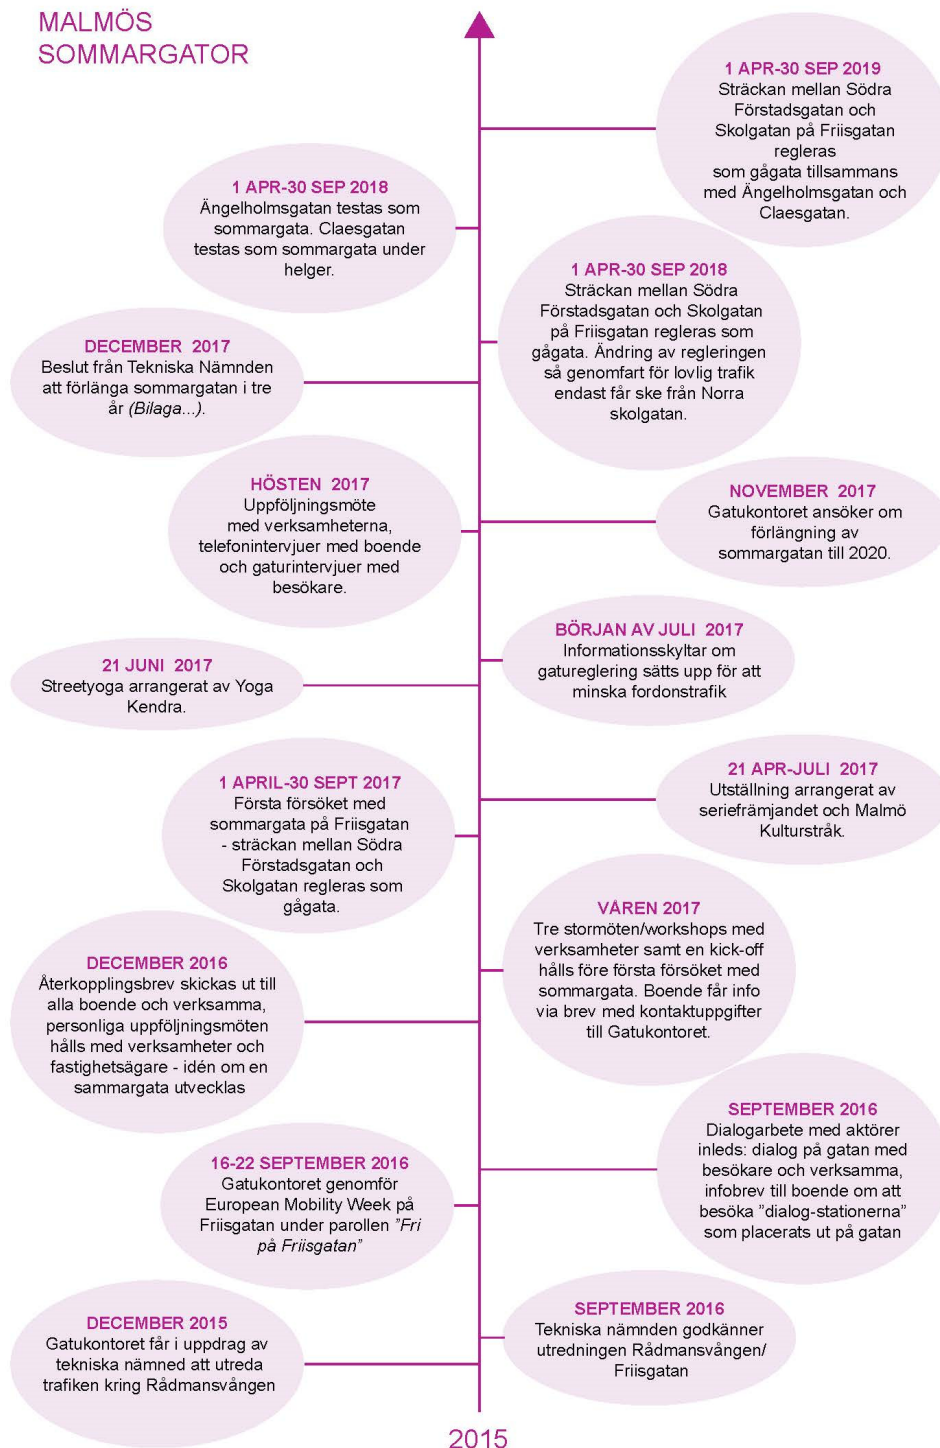 MALMÖS
SOMMARGATOR
1 APR-30 SEP 2019
Sträckan mellan Södra
Förstadsgatan och
Skolgatan på Friisgatan
regleras
som gågata tillsammans
med Ängelholmsgatan och
Claesgatan.
1 APR-30 SEP 2018
Ängelholmsgatan testas som
sommargata. Claesgatan
testas som sommargata under
helger.
1 APR-30 SEP 2018
Sträckan mellan Södra
Förstadsgatan och Skolgatan
på Friisgatan regleras som
gågata. Ändring av regleringen
så genomfart för lovlig trafik
endast får ske från Norra
skolgatan.
DECEMBER 2017
Beslut från Tekniska Nämnden
att förlänga sommargatan i tre
år (Bilaga...).
HÖSTEN 2017
Uppföljningsmöte
med verksamheterna,
telefonintervjuer med boende
och gaturintervjuer med
besökare.
NOVEMBER 2017
Gatukontoret ansöker om
förlängning av
sommargatan till 2020.
BÖRJAN AV JULI 2017
Informationsskyltar om
gatureglering sätts upp för att
minska fordonstrafik
21 JUNI 2017
Streetyoga arrangerat av Yoga
Kendra.
21 APR-JULI 2017
Utställning arrangerat av
seriefrämjandet och Malmö
Kulturstråk.
1 APRIL-30 SEPT 2017
Första försöket med
sommargata på Friisgatan
- sträckan mellan Södra
Förstadsgatan och
Skolgatan regleras som
gågata.
VÅREN 2017
Tre stormöten/workshops med
verksamheter samt en kick-off
hålls före första försöket med
sommargata. Boende får info
via brev med kontaktuppgifter
till Gatukontoret.
DECEMBER 2016
Återkopplingsbrev skickas ut till
alla boende och verksamma,
personliga uppföljningsmöten
hålls med verksamheter och
fastighetsägare - idén om en
sammargata utvecklas
SEPTEMBER 2016
Dialogarbete med aktörer
inleds: dialog på gatan med
besökare och verksamma,
infobrev till boende om att
besöka ”dialog-stationerna”
som placerats ut på gatan
16-22 SEPTEMBER 2016
Gatukontoret genomför
European Mobility Week på
Friisgatan under parollen ”Fri
på Friisgatan”
SEPTEMBER 2016
Tekniska nämnden godkänner
utredningen Rådmansvången/
Friisgatan
DECEMBER 2015
Gatukontoret får i uppdrag av
tekniska nämned att utreda
trafiken kring Rådmansvången
2015